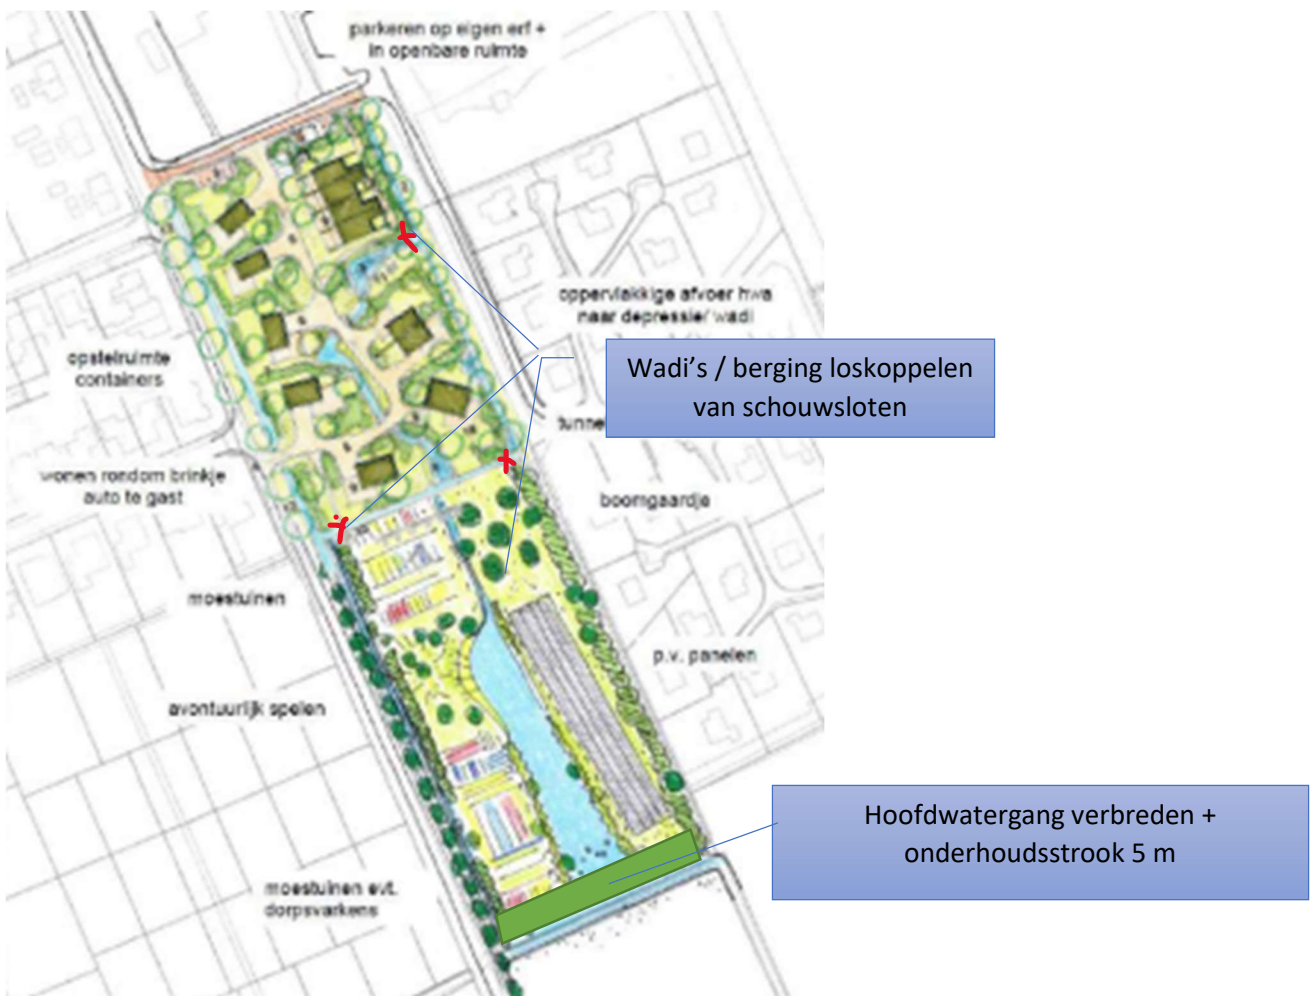 parkeren op eigen erf +
in openbare ruimte
oppervlakkige afvoer hwa
naar depressie/ wadi
opstelruimte
containers
Wadi's / berging loskoppelen
van schouwsloten
tunne
wonen rondom brinkje
auto te gast
boomgaardje
moestuinen
p.v. panelen
avontuurlijk spelen
Hoofdwatergang verbreden +
onderhoudsstrook 5 m
moestuinen evt.
dorpsvarkens